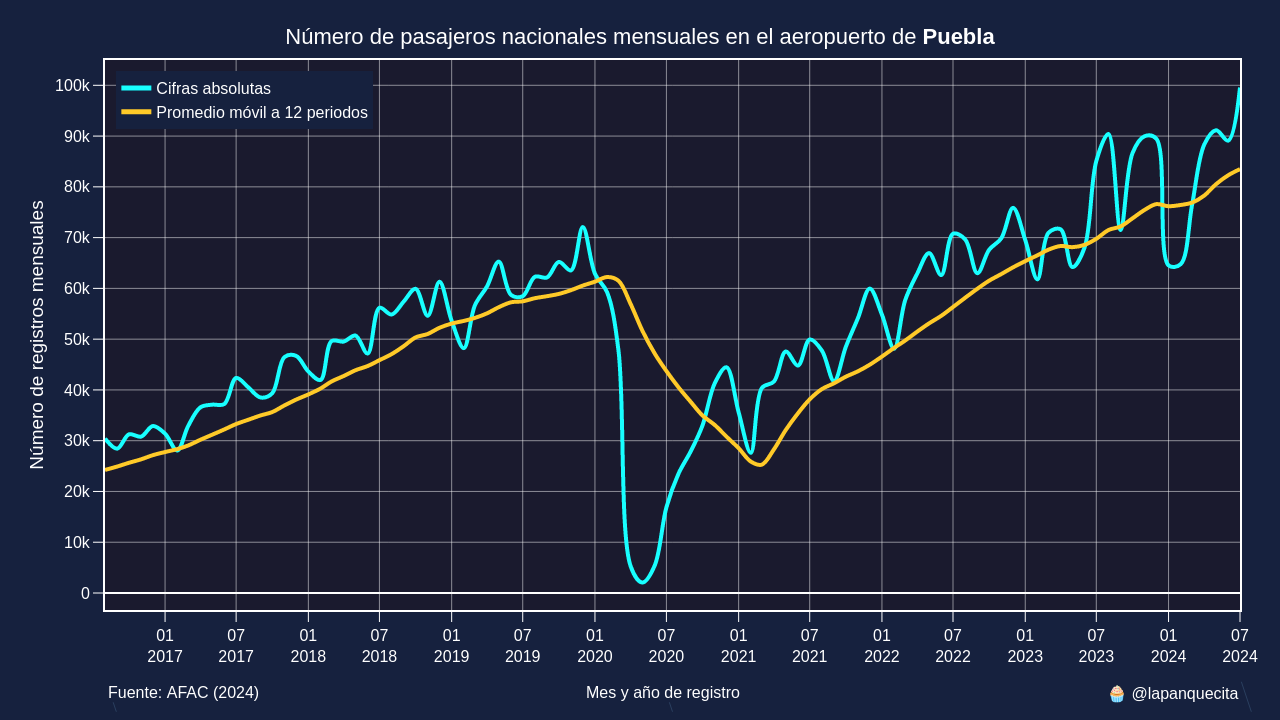 Número de pasajeros nacionales mensuales en el aeropuerto de Puebla
Cifras absolutas
Promedio móvil a 12 periodos
Número de registros mensuales
100k
90k
80k
70k
60k
50k
40k
30k
20k
10k
0
01 07 01 07 01 07 01 07 01 07 01 07 01 07 01 07
2017 2017 2018 2018 2019 2019 2020 2020 2021 2021 2022 2022 2023 2023 2024 2024
Fuente: AFAC (2024)
Mes y año de registro
🧁 @lapanquecita